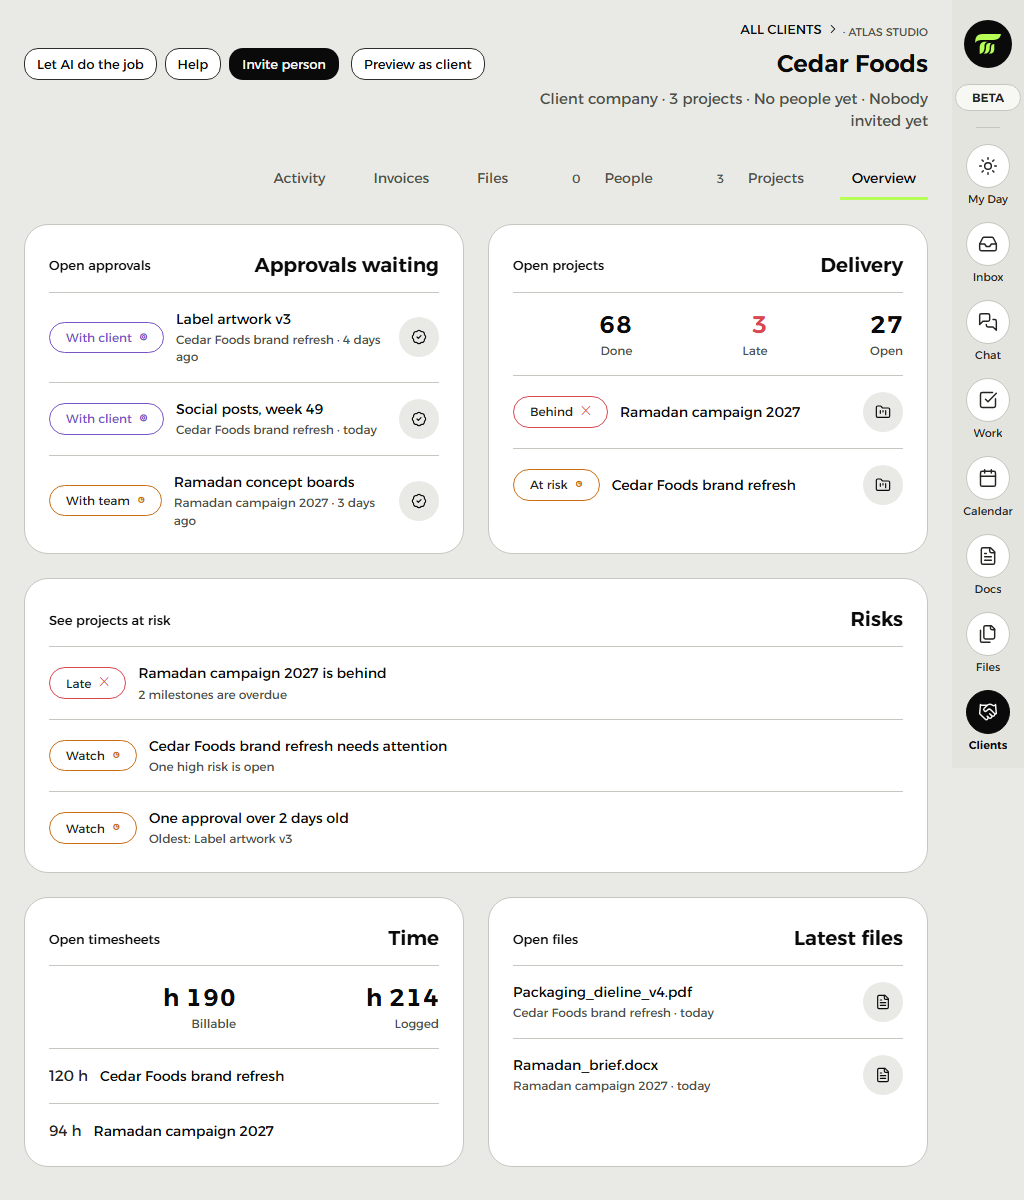 ALL CLIENTS
· ATLAS STUDIO
Cedar Foods
Client company · 3 projects · No people yet · Nobody
invited yet
Let AI do the job
Help
Invite person
Preview as client
Activity
Invoices
Files
0 People
3 Projects
Overview
Open approvals
Approvals waiting
With client
Label artwork v3
Cedar Foods brand refresh · 4 days
ago
With client
Social posts, week 49
Cedar Foods brand refresh · today
With team
Ramadan concept boards
Ramadan campaign 2027 · 3 days
ago
Open projects
Delivery
68
Done
3
Late
27
Open
Behind
Ramadan campaign 2027
At risk
Cedar Foods brand refresh
See projects at risk
Risks
Late
Ramadan campaign 2027 is behind
2 milestones are overdue
Watch
Cedar Foods brand refresh needs attention
One high risk is open
Watch
One approval over 2 days old
Oldest: Label artwork v3
Open timesheets
Time
h 190
Billable
h 214
Logged
120 h Cedar Foods brand refresh
94 h Ramadan campaign 2027
Open files
Latest files
Packaging_dieline_v4.pdf
Cedar Foods brand refresh · today
Ramadan_brief.docx
Ramadan campaign 2027 · today
BETA
My Day
Inbox
Chat
Work
Calendar
Docs
Files
Clients